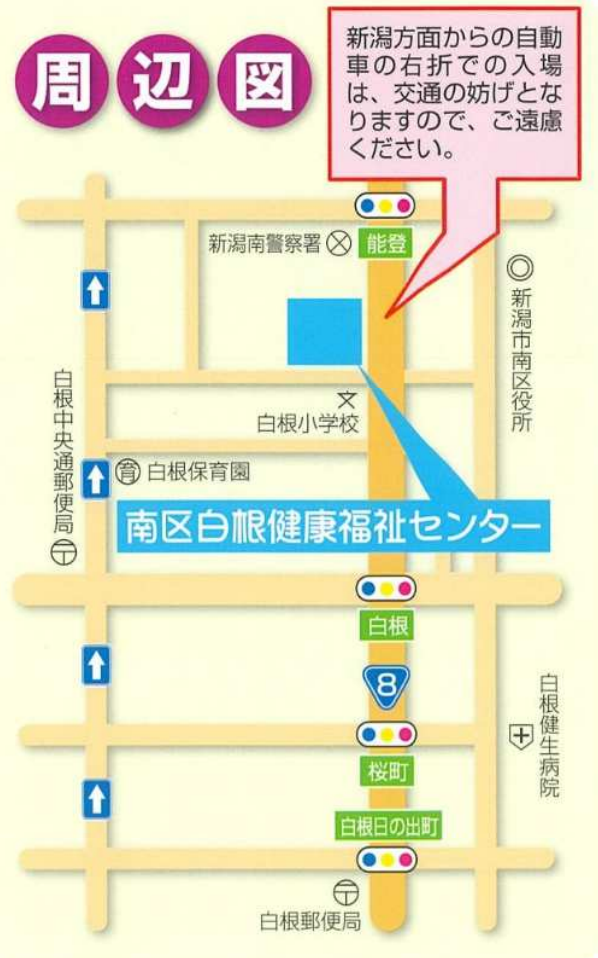 周辺図
新潟方面からの自動
車の右折での入場
は、交通の妨げとな
りますので、ご遠慮
ください。
新潟南警察署
能登
新潟市南区役所
文
白根小学校
白根中央通郵便局
育 白根保育園
南区白根健康福祉センター
白根
8
白根健生病院
桜町
白根日の出町
白根郵便局